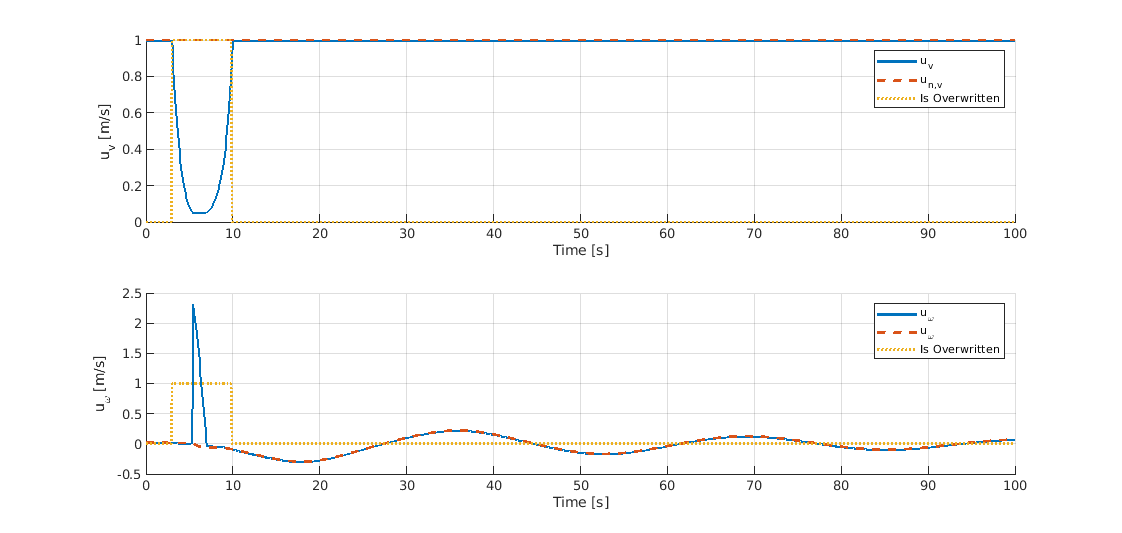 1
0.8
0.6
0.4
0.2
0
u_v [m/s]
0 10 20 30 40 50 60 70 80 90 100
Time [s]
u_v
u_n,v
Is Overwritten
2.5
2
1.5
1
0.5
0
-0.5
u_ω [m/s]
0 10 20 30 40 50 60 70 80 90 100
Time [s]
u_ω
u_ω
Is Overwritten